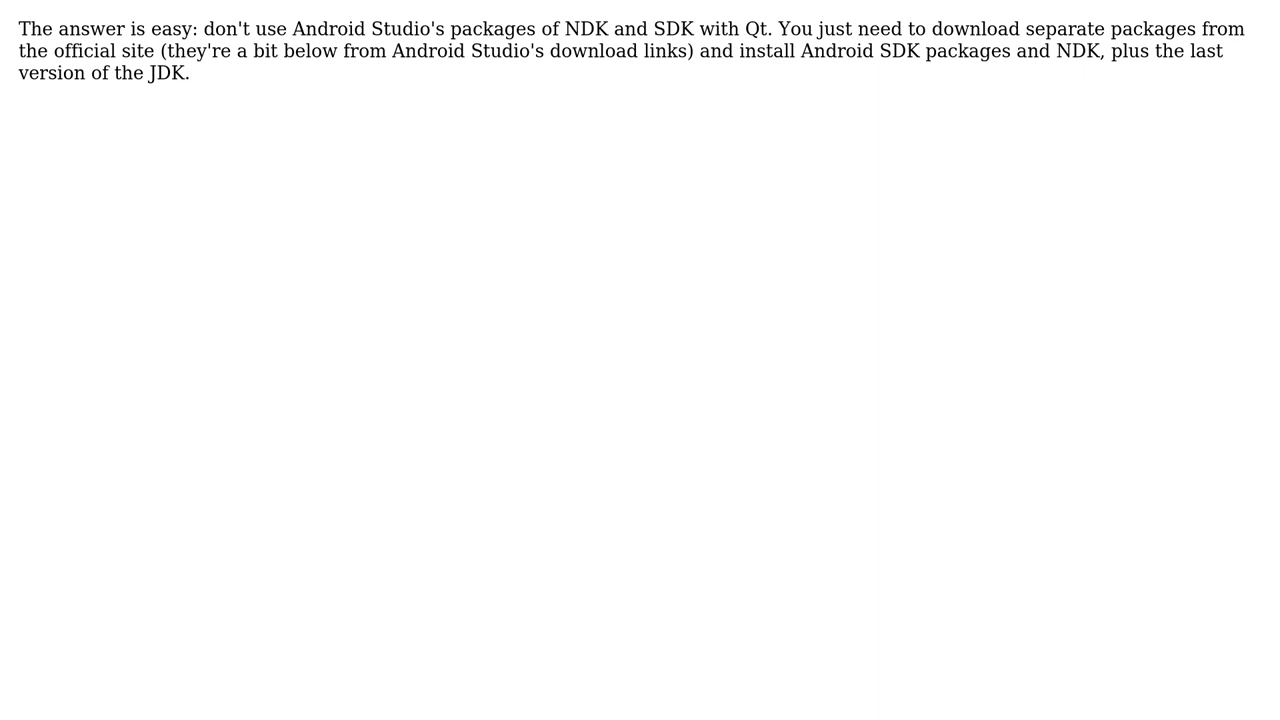 The answer is easy: don't use Android Studio's packages of NDK and SDK with Qt. You just need to download separate packages from
the official site (they're a bit below from Android Studio's download links) and install Android SDK packages and NDK, plus the last
version of the JDK.